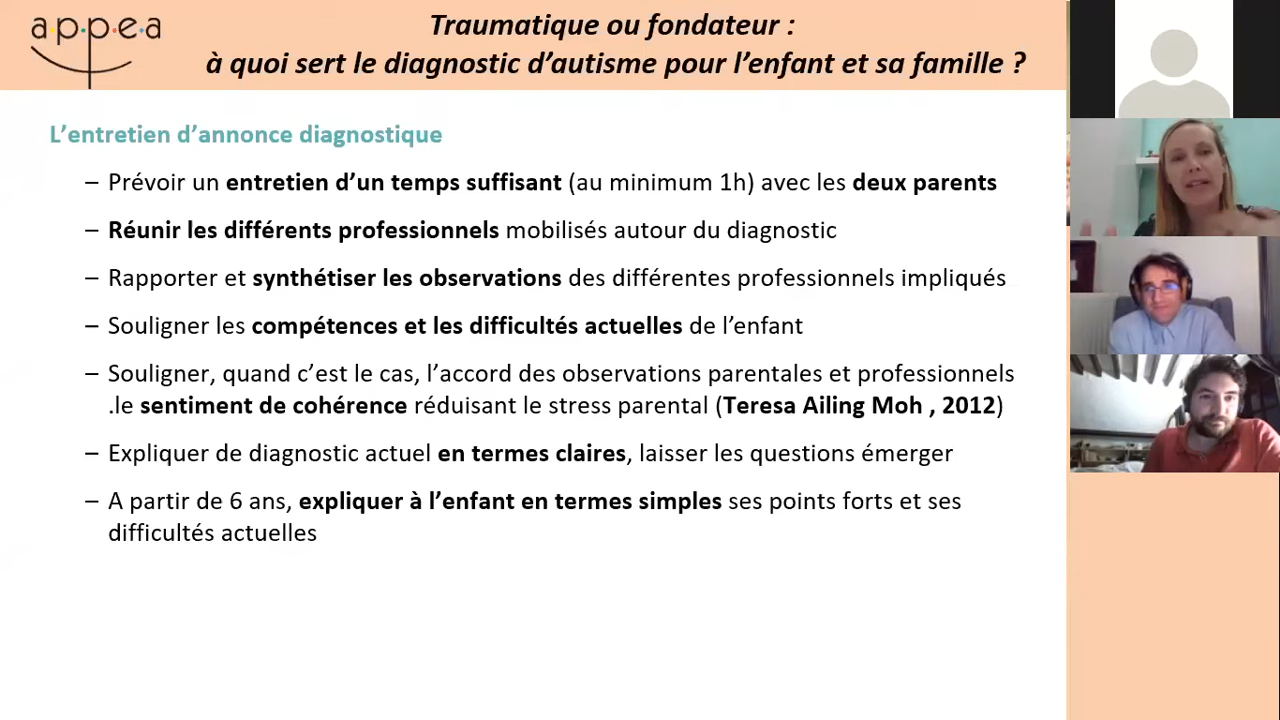 appea
Traumatique ou fondateur :
à quoi sert le diagnostic d’autisme pour l’enfant et sa famille ?
L’entretien d’annonce diagnostique
– Prévoir un entretien d’un temps suffisant (au minimum 1h) avec les deux parents
– Réunir les différents professionnels mobilisés autour du diagnostic
– Rapporter et synthétiser les observations des différentes professionnels impliqués
– Souligner les compétences et les difficultés actuelles de l’enfant
– Souligner, quand c’est le cas, l’accord des observations parentales et professionnels
.le sentiment de cohérence réduisant le stress parental (Teresa Ailing Moh , 2012)
– Expliquer de diagnostic actuel en termes claires, laisser les questions émerger
– A partir de 6 ans, expliquer à l’enfant en termes simples ses points forts et ses
difficultés actuelles